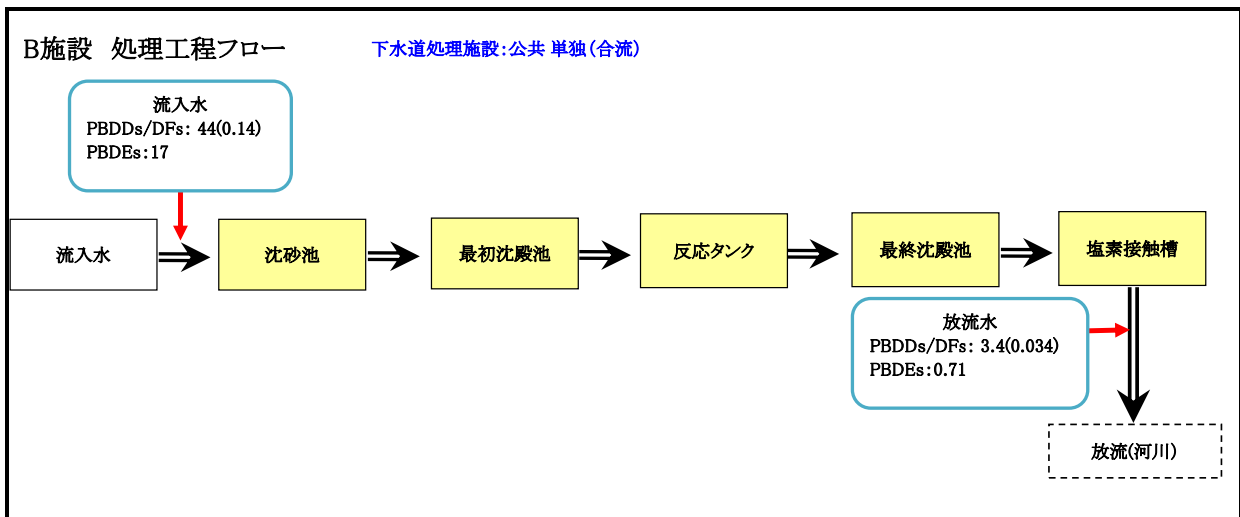 B施設 処理工程フロー
下水道処理施設:公共 単独(合流)
流入水
PBDDs/DFs: 44(0.14)
PBDEs:17
流入水
沈砂池
最初沈殿池
反応タンク
最終沈殿池
塩素接触槽
放流水
PBDDs/DFs: 3.4(0.034)
PBDEs:0.71
放流(河川)